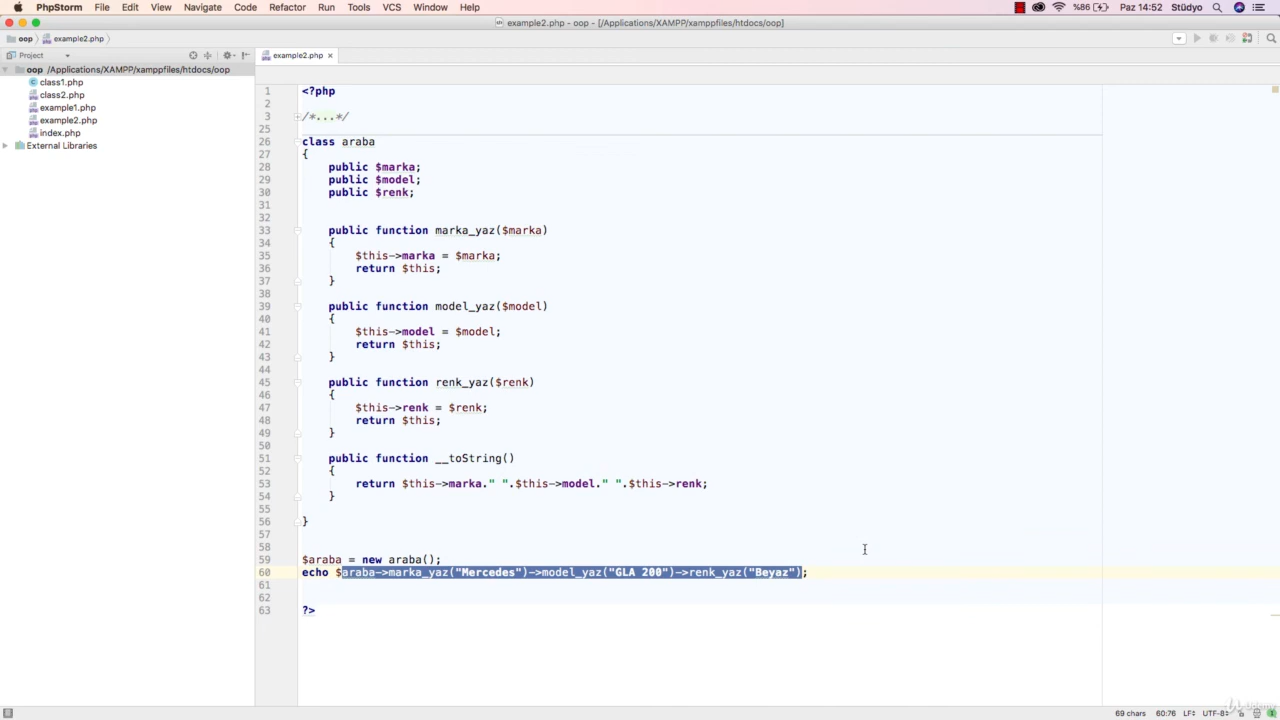 PhpStorm File Edit View Navigate Code Refactor Run Tools VCS Window Help %86 Paz 14:52 Stüdyo
example2.php - oop - [/Applications/XAMPP/xamppfiles/htdocs/oop]
oop example2.php
Project example2.php
oop /Applications/XAMPP/xamppfiles/htdocs/oop
class1.php
class2.php
example1.php
example2.php
index.php
External Libraries
1 <?php
2
3 /*...*/
25
26 class araba
27 {
28 public $marka;
29 public $model;
30 public $renk;
31
32
33 public function marka_yaz($marka)
34 {
35 $this->marka = $marka;
36 return $this;
37 }
38
39 public function model_yaz($model)
40 {
41 $this->model = $model;
42 return $this;
43 }
44
45 public function renk_yaz($renk)
46 {
47 $this->renk = $renk;
48 return $this;
49 }
50
51 public function __toString()
52 {
53 return $this->marka." ".$this->model." ".$this->renk;
54 }
55
56 }
57
58
59 $araba = new araba();
60 echo $araba->marka_yaz("Mercedes")->model_yaz("GLA 200")->renk_yaz("Beyaz");
61
62
63 ?>
69 chars 60:76 LF UTF-8
Udemy